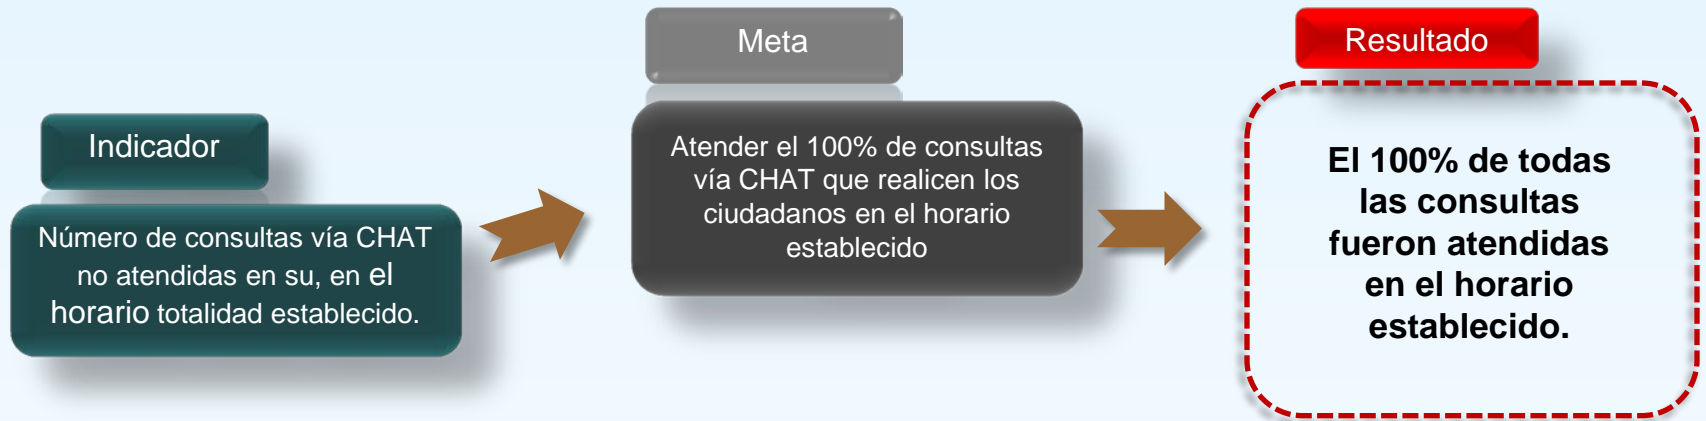 Indicador
Número de consultas vía CHAT
no atendidas en su, en el
horario totalidad establecido.
Meta
Atender el 100% de consultas
vía CHAT que realicen los
ciudadanos en el horario
establecido
Resultado
El 100% de todas
las consultas
fueron atendidas
en el horario
establecido.